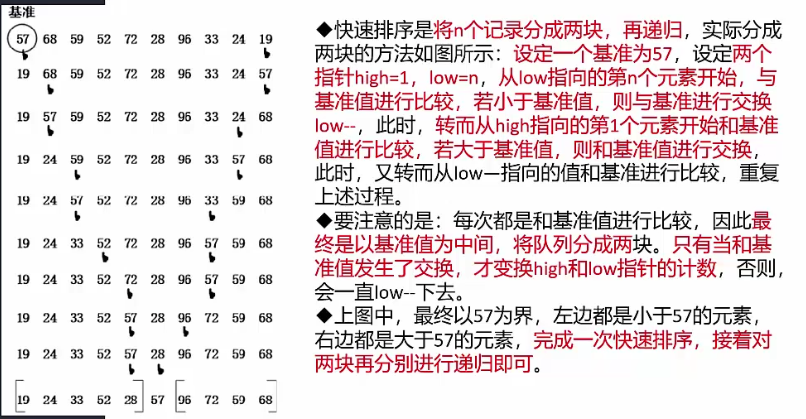 基准
57 68 59 52 72 28 96 33 24 19
19 68 59 52 72 28 96 33 24 57
19 57 59 52 72 28 96 33 24 68
19 24 59 52 72 28 96 33 57 68
19 24 57 52 72 28 96 33 59 68
19 24 33 52 72 28 96 57 59 68
19 24 33 52 72 28 96 57 59 68
19 24 33 52 57 28 96 72 59 68
19 24 33 52 57 28 96 72 59 68
[19 24 33 52 28] 57 [96 72 59 68]
◆快速排序是将n个记录分成两块，再递归，实际分成
两块的方法如图所示：设定一个基准为57，设定两个
指针high=1，low=n，从low指向的第n个元素开始，与
基准值进行比较，若小于基准值，则与基准进行交换
low--，此时，转而从high指向的第1个元素开始和基准
值进行比较，若大于基准值，则和基准值进行交换，
此时，又转而从low—指向的值和基准进行比较，重复
上述过程。
◆要注意的是：每次都是和基准值进行比较，因此最
终是以基准值为中间，将队列分成两块。只有当和基
准值发生了交换，才变换high和low指针的计数，否则，
会一直low--下去。
◆上图中，最终以57为界，左边都是小于57的元素，
右边都是大于57的元素，完成一次快速排序，接着对
两块再分别进行递归即可。